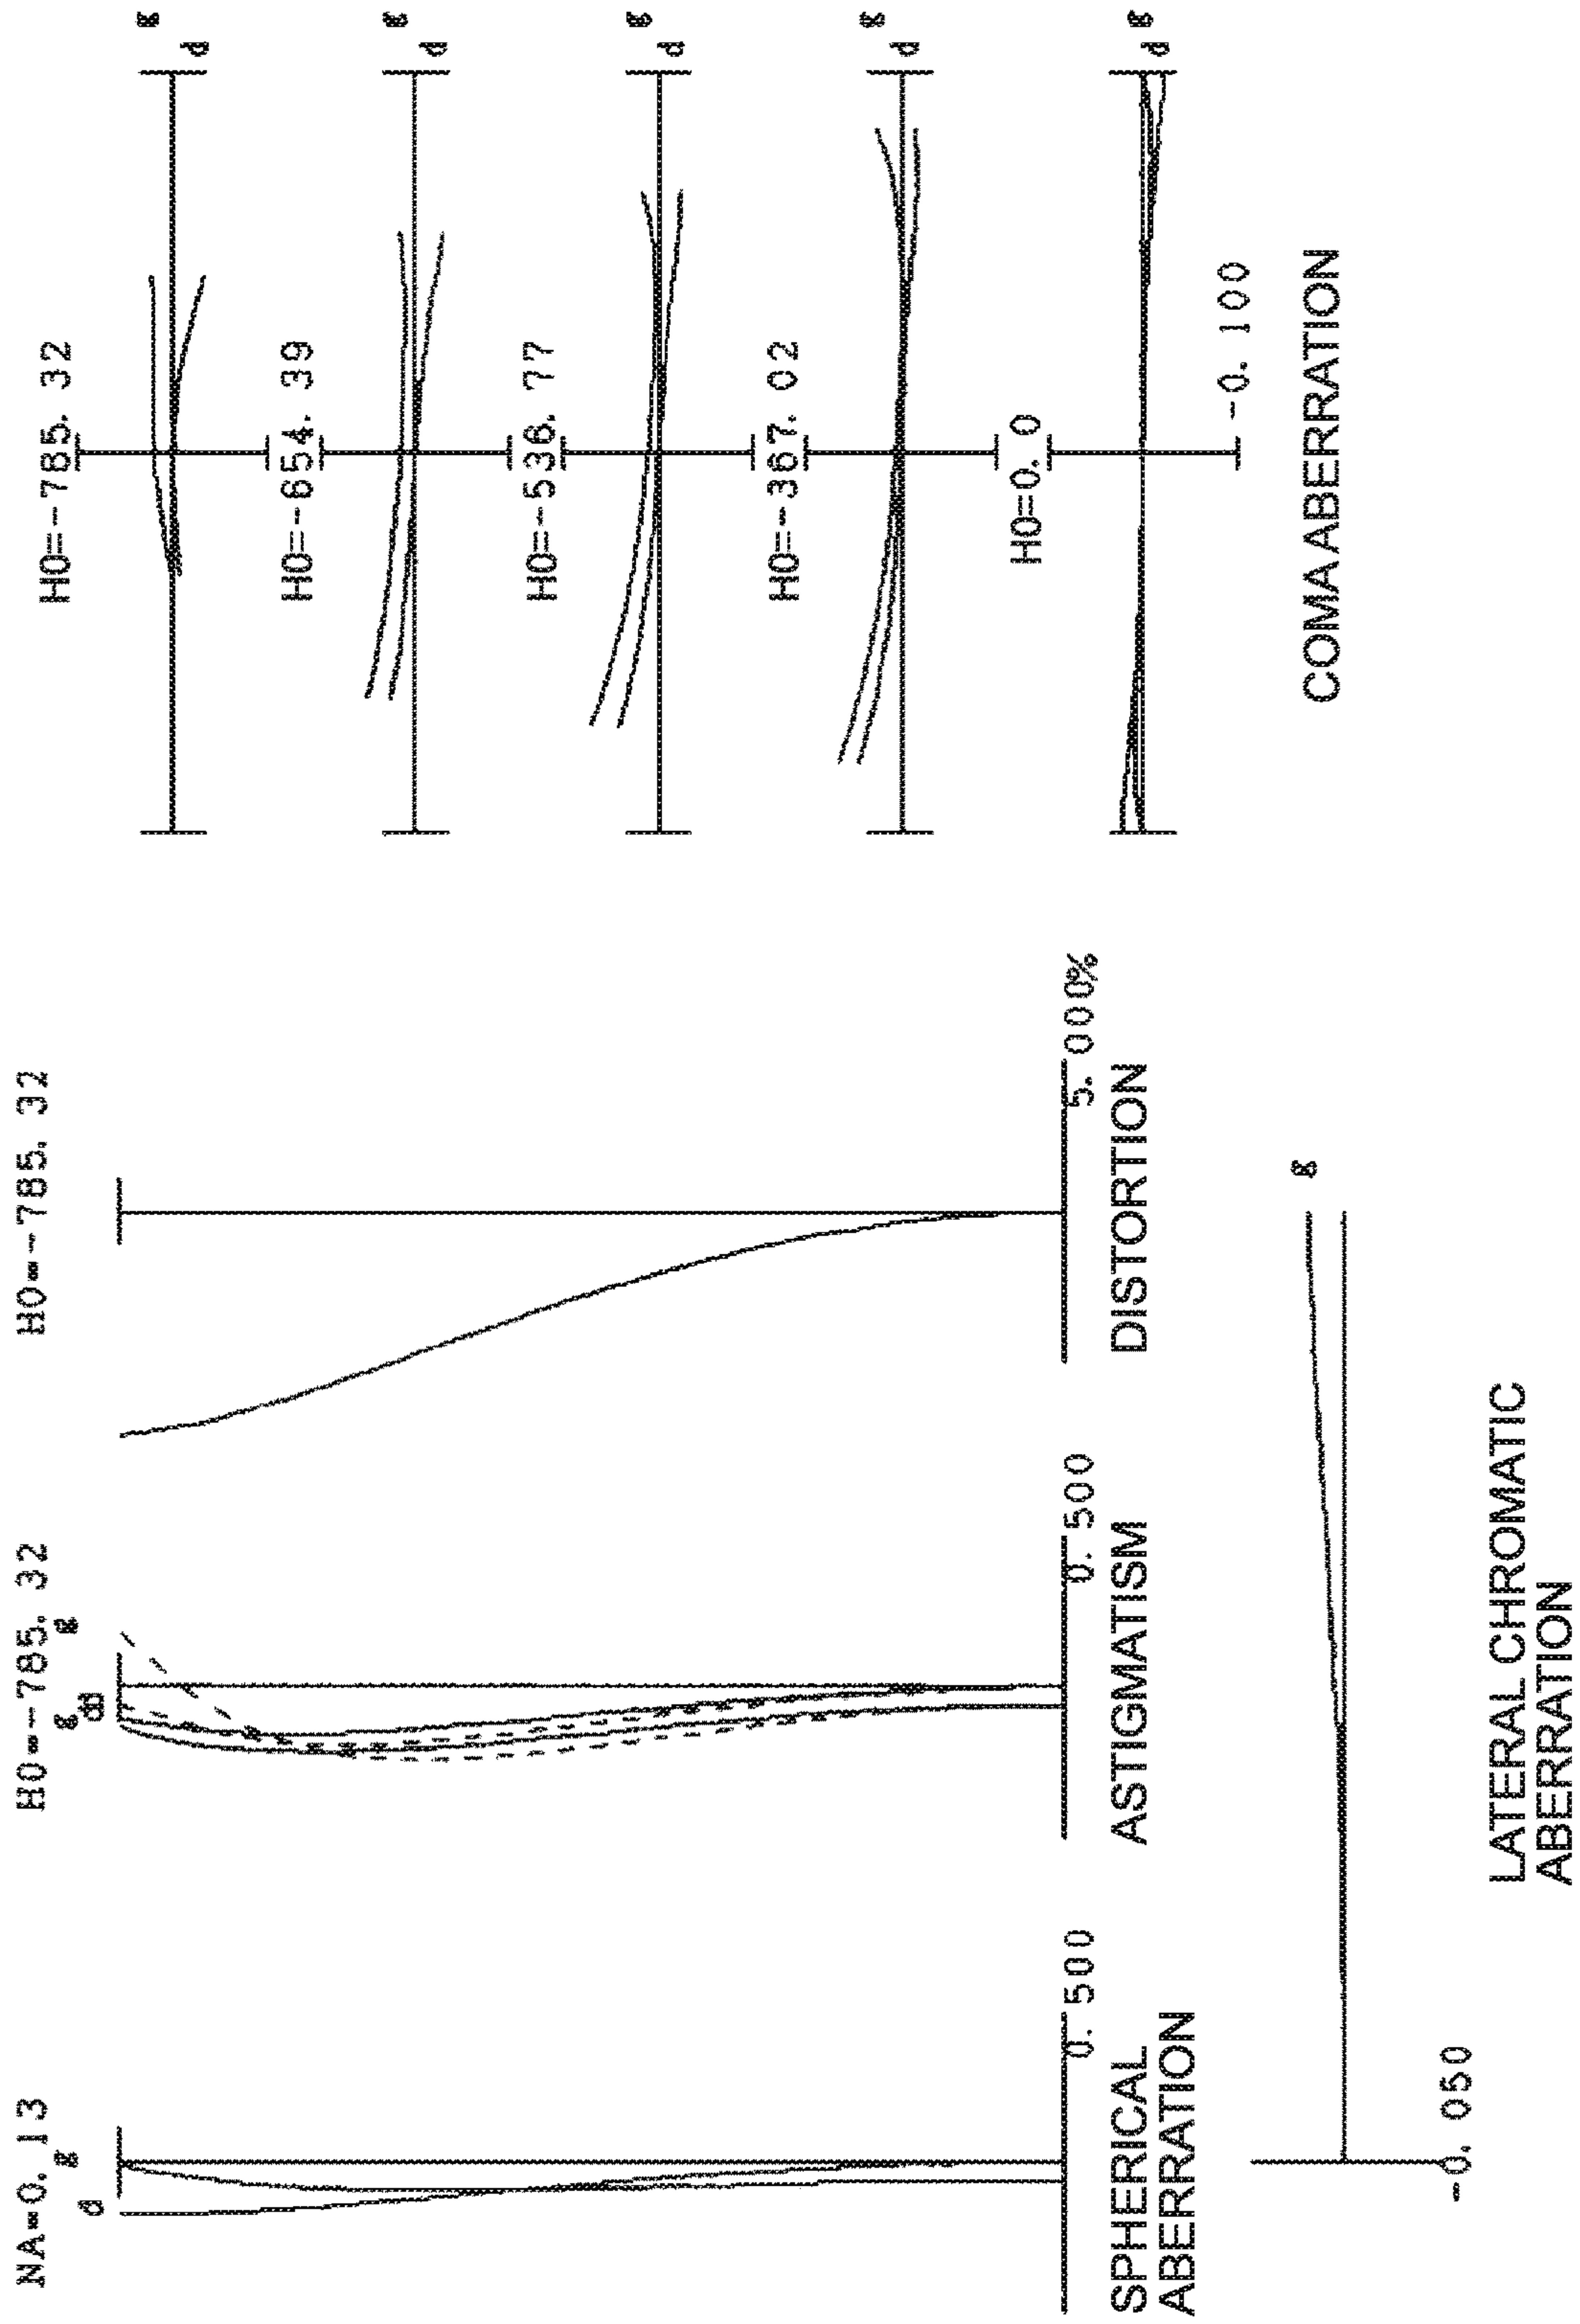 NA=0. 13
d
g
0. 500
SPHERICAL
ABERRATION
H0=-785. 32
g
d d
g
0. 500
ASTIGMATISM
H0=-785. 32
5. 000%
DISTORTION
-0. 050
g
LATERAL CHROMATIC
ABERRATION
H0=-785. 32
g
d
H0=-654. 39
g
d
H0=-536. 77
g
d
H0=-367. 02
g
d
H0=0. 0
g
d
-0. 100
COMA ABERRATION